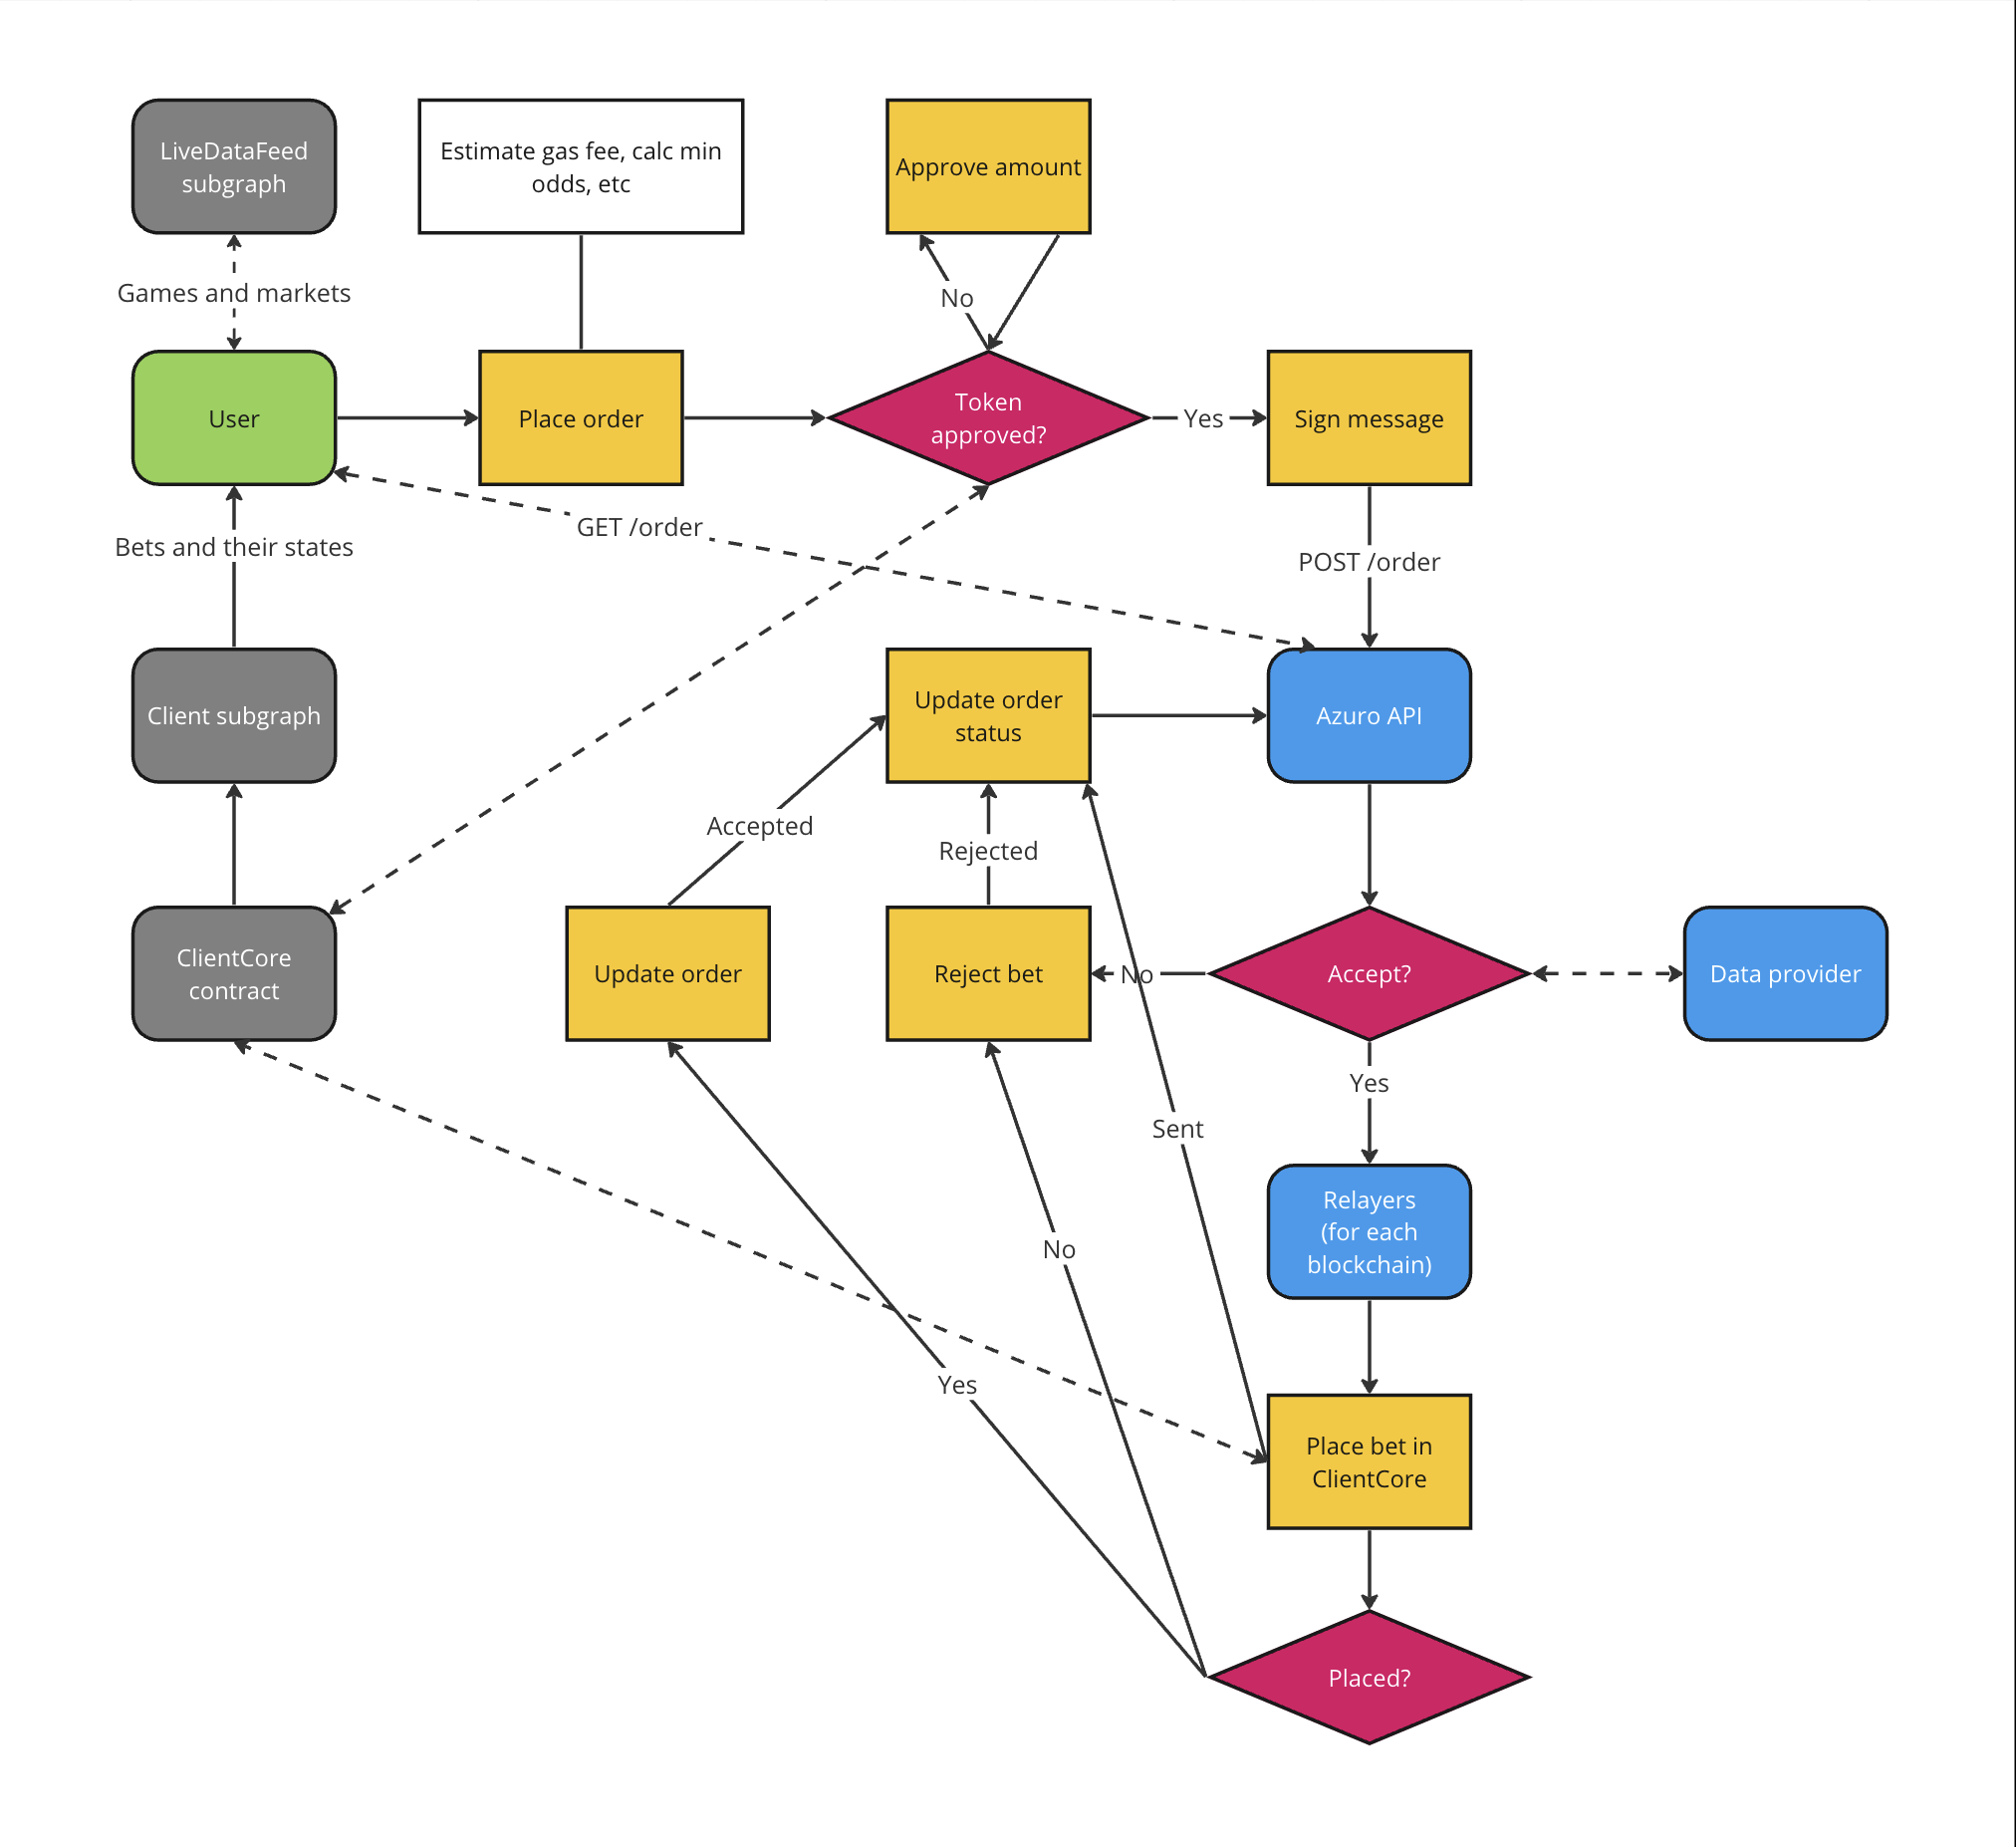 LiveDataFeed
subgraph
Estimate gas fee, calc min
odds, etc
Approve amount
Games and markets
No
User
Place order
Token
approved?
Yes
Sign message
GET /order
Bets and their states
POST /order
Client subgraph
Update order
status
Azuro API
Accepted
Rejected
ClientCore
contract
Update order
Reject bet
No
Accept?
Data provider
Yes
Sent
Relayers
(for each
blockchain)
No
Yes
Place bet in
ClientCore
Placed?